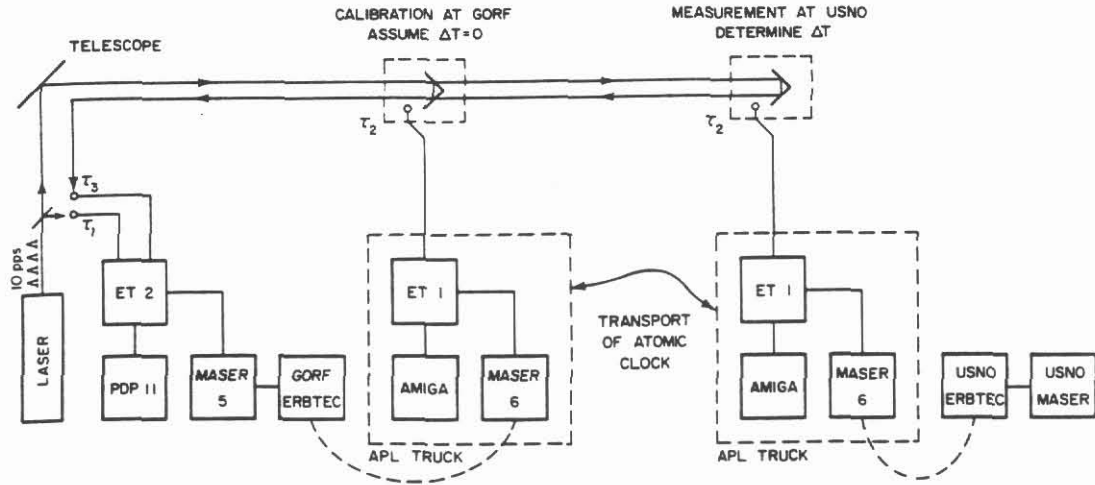 CALIBRATION AT GORF
ASSUME ΔT=0
MEASUREMENT AT USNO
DETERMINE ΔT
TELESCOPE
τ2
τ2
τ3
τ1
10 pps
LASER
ET 2
PDP 11
MASER
5
GORF
ERBTEC
ET 1
AMIGA
MASER
6
APL TRUCK
TRANSPORT
OF ATOMIC
CLOCK
ET 1
AMIGA
MASER
6
APL TRUCK
USNO
ERBTEC
USNO
MASER